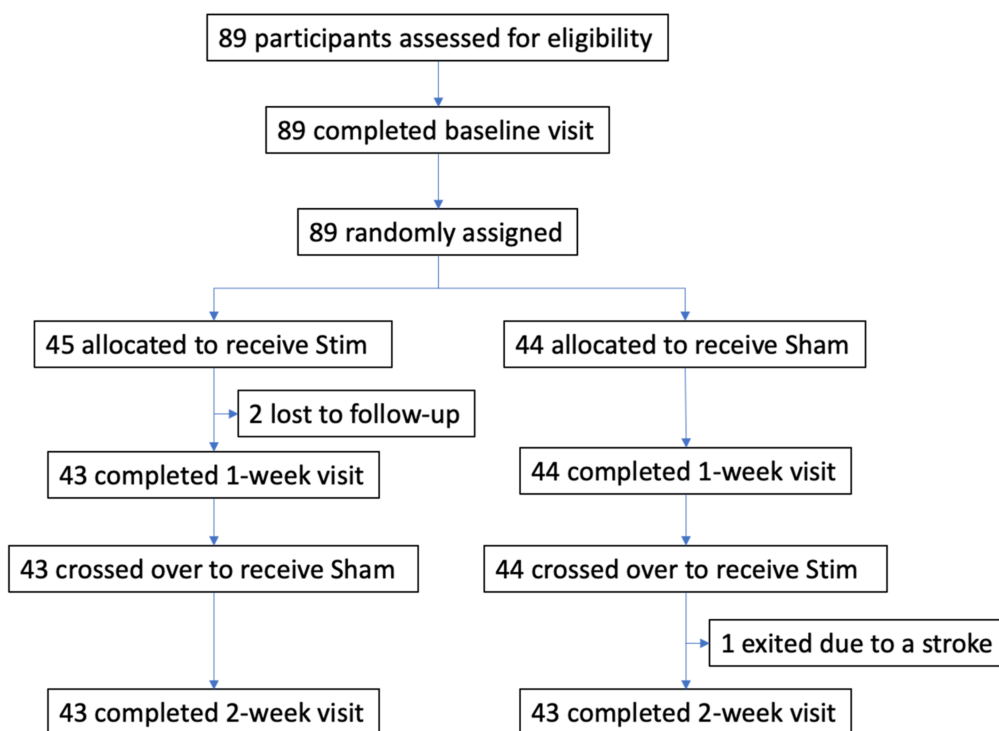 89 participants assessed for eligibility
89 completed baseline visit
89 randomly assigned
45 allocated to receive Stim
44 allocated to receive Sham
2 lost to follow-up
43 completed 1-week visit
44 completed 1-week visit
43 crossed over to receive Sham
44 crossed over to receive Stim
1 exited due to a stroke
43 completed 2-week visit
43 completed 2-week visit